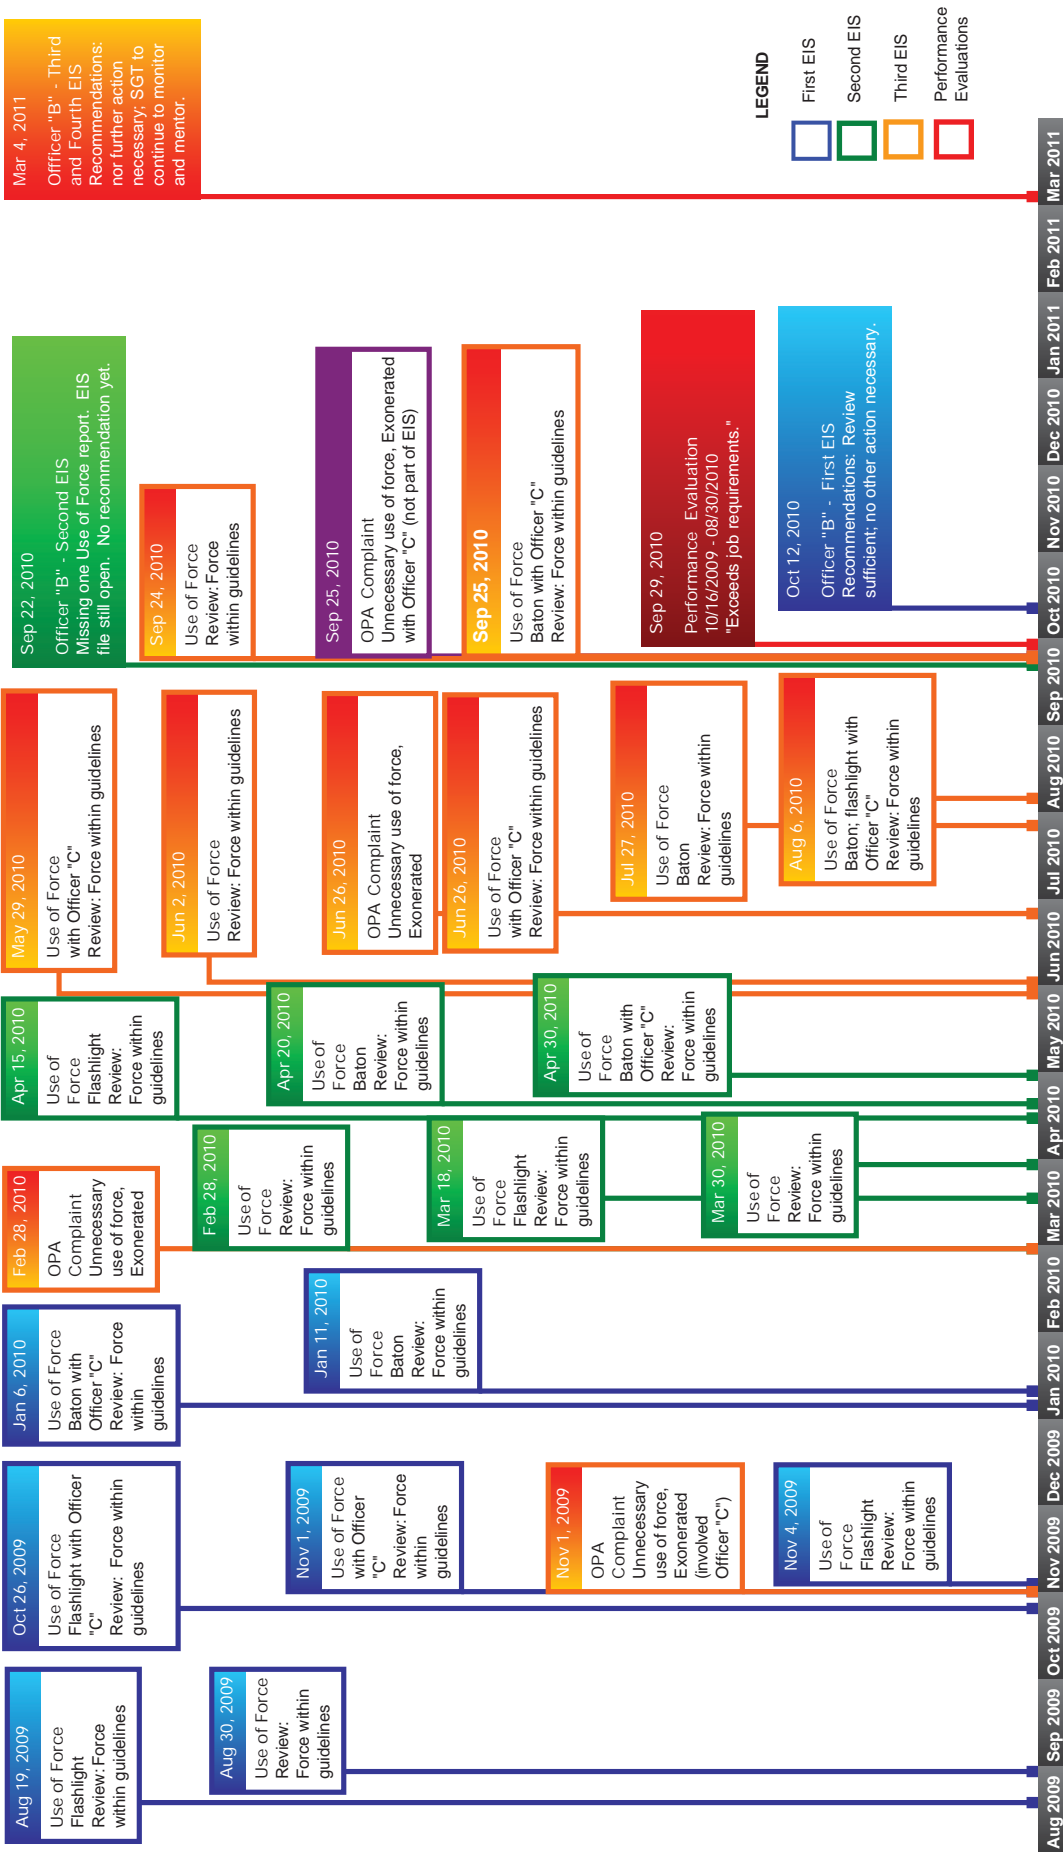 Aug 19, 2009
Use of Force
Flashlight
Review: Force
within guidelines
Aug 30, 2009
Use of Force
Review:
Force within
guidelines
Oct 26, 2009
Use of Force
Flashlight with Officer
"C"
Review: Force within
guidelines
Nov 1, 2009
Use of Force
with Officer
"C"
Review: Force
within
guidelines
Nov 1, 2009
OPA
Complaint
Unnecessary
use of force,
Exonerated
(involved
Officer "C")
Nov 4, 2009
Use of
Force
Flashlight
Review:
Force within
guidelines
Jan 6, 2010
Use of Force
Baton with
Officer "C"
Review: Force
within
guidelines
Jan 11, 2010
Use of
Force
Baton
Review:
Force within
guidelines
Feb 28, 2010
OPA
Complaint
Unnecessary
use of force,
Exonerated
Feb 28, 2010
Use of
Force
Review:
Force within
guidelines
Mar 18, 2010
Use of
Force
Flashlight
Review:
Force within
guidelines
Mar 30, 2010
Use of
Force
Review:
Force within
guidelines
Apr 15, 2010
Use of
Force
Flashlight
Review:
Force within
guidelines
Apr 20, 2010
Use of
Force
Baton
Review:
Force within
guidelines
Apr 30, 2010
Use of
Force
Baton with
Officer "C"
Review:
Force within
guidelines
May 29, 2010
Use of Force
with Officer "C"
Review: Force within guidelines
Jun 2, 2010
Use of Force
Review: Force within guidelines
Jun 26, 2010
OPA Complaint
Unnecessary use of force,
Exonerated
Jun 26, 2010
Use of Force
with Officer "C"
Review: Force within guidelines
Jul 27, 2010
Use of Force
Baton
Review: Force within
guidelines
Aug 6, 2010
Use of Force
Baton; flashlight with
Officer "C"
Review: Force within
guidelines
Sep 22, 2010
Officer "B" - Second EIS
Missing one Use of Force report. EIS
file still open. No recommendation yet.
Sep 24, 2010
Use of Force
Review: Force
within guidelines
Sep 25, 2010
OPA Complaint
Unnecessary use of force, Exonerated
with Officer "C" (not part of EIS)
Sep 25, 2010
Use of Force
Baton with Officer "C"
Review: Force within guidelines
Sep 29, 2010
Performance Evaluation
10/16/2009 - 08/30/2010
"Exceeds job requirements."
Oct 12, 2010
Officer "B" - First EIS
Recommendations: Review
sufficient; no other action necessary.
Mar 4, 2011
Offficer "B" - Third
and Fourth EIS
Recommendations:
nor further action
necessary; SGT to
continue to monitor
and mentor.
LEGEND
First EIS
Second EIS
Third EIS
Performance
Evaluations
Aug 2009 Sep 2009 Oct 2009 Nov 2009 Dec 2009 Jan 2010 Feb 2010 Mar 2010 Apr 2010 May 2010 Jun 2010 Jul 2010 Aug 2010 Sep 2010 Oct 2010 Nov 2010 Dec 2010 Jan 2011 Feb 2011 Mar 2011